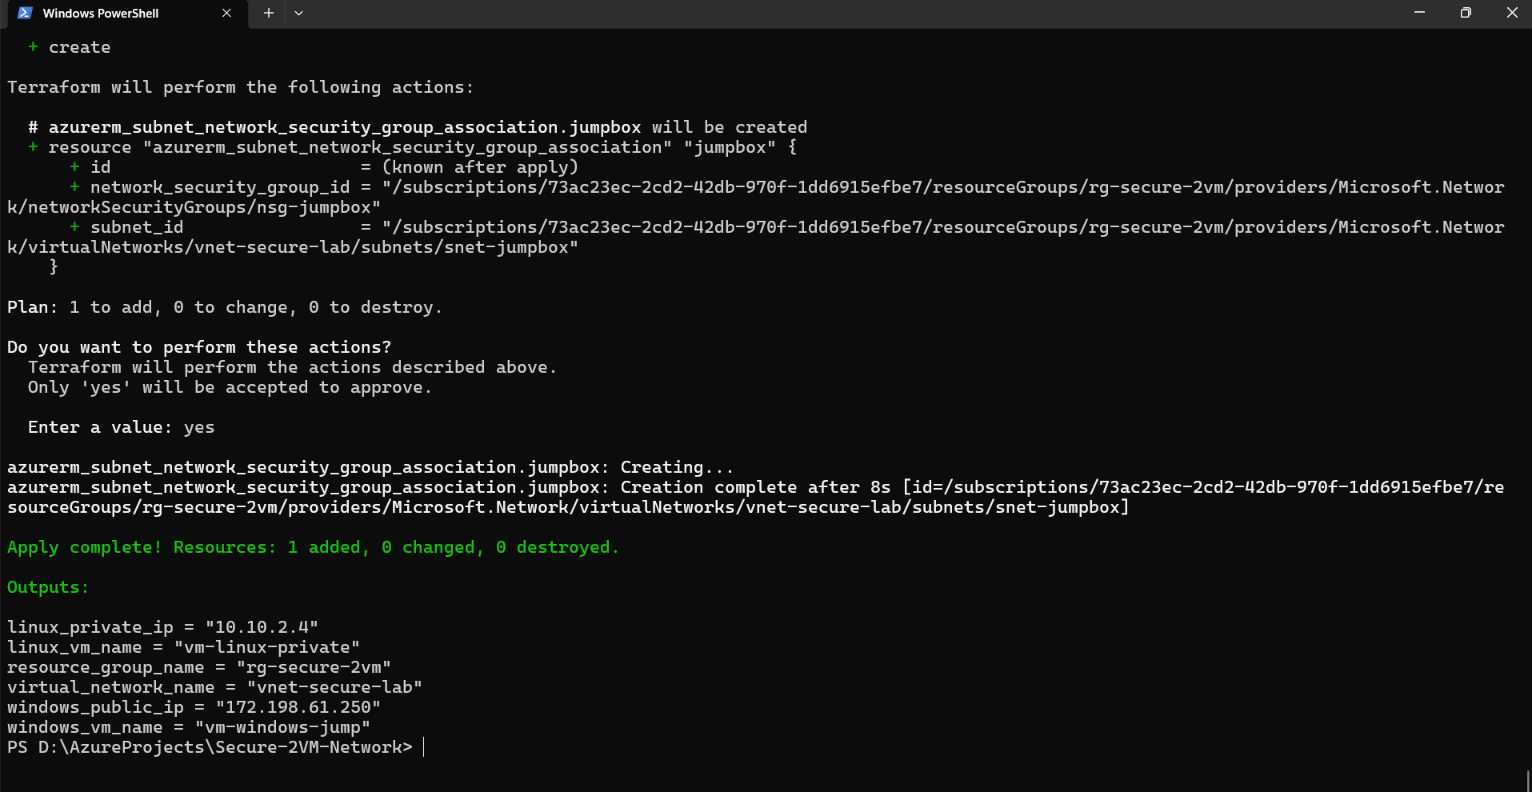 Windows PowerShell
+ create
Terraform will perform the following actions:
# azurerm_subnet_network_security_group_association.jumpbox will be created
+ resource "azurerm_subnet_network_security_group_association" "jumpbox" {
+ id = (known after apply)
+ network_security_group_id = "/subscriptions/73ac23ec-2cd2-42db-970f-1dd6915efbe7/resourceGroups/rg-secure-2vm/providers/Microsoft.Networ
k/networkSecurityGroups/nsg-jumpbox"
+ subnet_id = "/subscriptions/73ac23ec-2cd2-42db-970f-1dd6915efbe7/resourceGroups/rg-secure-2vm/providers/Microsoft.Networ
k/virtualNetworks/vnet-secure-lab/subnets/snet-jumpbox"
}
Plan: 1 to add, 0 to change, 0 to destroy.
Do you want to perform these actions?
Terraform will perform the actions described above.
Only 'yes' will be accepted to approve.
Enter a value: yes
azurerm_subnet_network_security_group_association.jumpbox: Creating...
azurerm_subnet_network_security_group_association.jumpbox: Creation complete after 8s [id=/subscriptions/73ac23ec-2cd2-42db-970f-1dd6915efbe7/re
sourceGroups/rg-secure-2vm/providers/Microsoft.Network/virtualNetworks/vnet-secure-lab/subnets/snet-jumpbox]
Apply complete! Resources: 1 added, 0 changed, 0 destroyed.
Outputs:
linux_private_ip = "10.10.2.4"
linux_vm_name = "vm-linux-private"
resource_group_name = "rg-secure-2vm"
virtual_network_name = "vnet-secure-lab"
windows_public_ip = "172.198.61.250"
windows_vm_name = "vm-windows-jump"
PS D:\AzureProjects\Secure-2VM-Network>